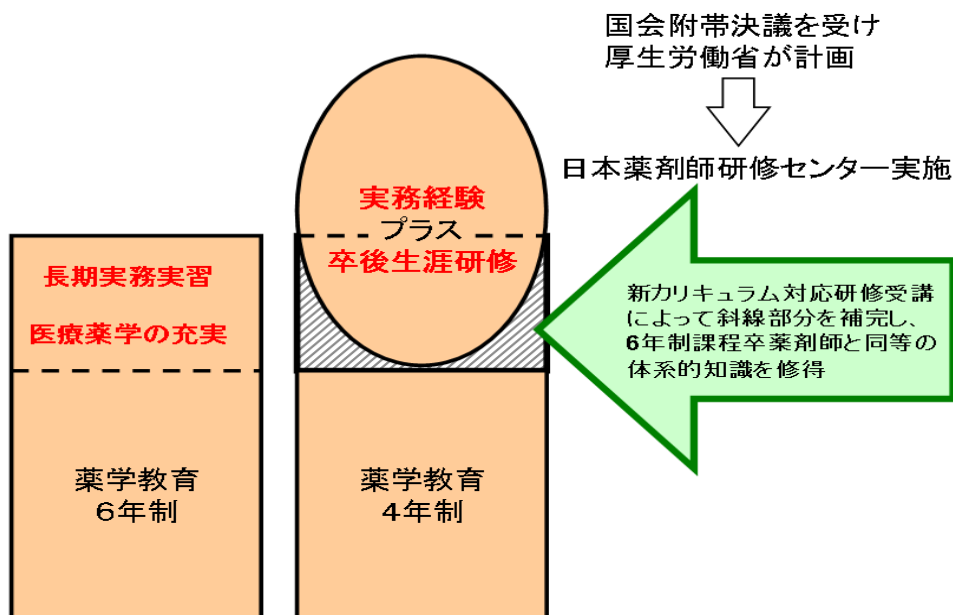 国会附帯決議を受け
厚生労働省が計画
日本薬剤師研修センター実施
実務経験
プラス
卒後生涯研修
長期実務実習
医療薬学の充実
新カリキュラム対応研修受講
によって斜線部分を補完し、
6年制課程卒薬剤師と同等の
体系的知識を修得
薬学教育
6年制
薬学教育
4年制